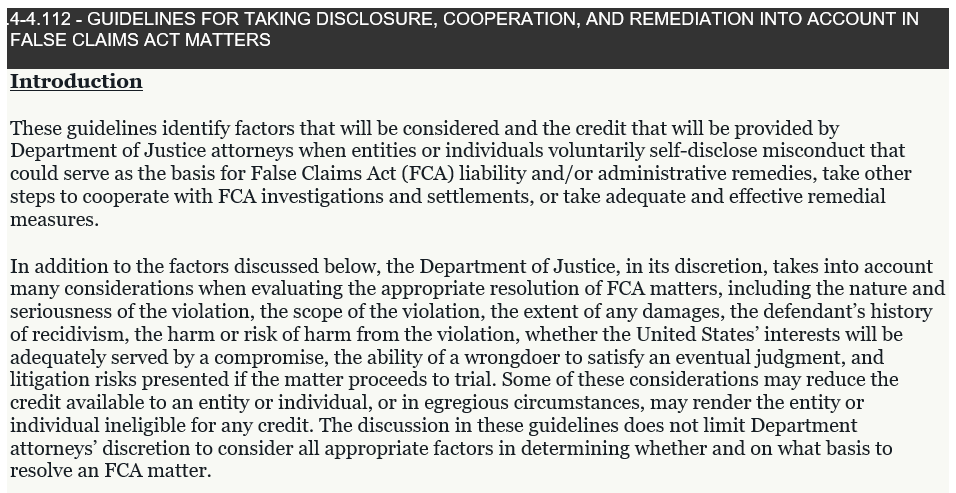 .4-4.112 - GUIDELINES FOR TAKING DISCLOSURE, COOPERATION, AND REMEDIATION INTO ACCOUNT IN
FALSE CLAIMS ACT MATTERS
Introduction
These guidelines identify factors that will be considered and the credit that will be provided by
Department of Justice attorneys when entities or individuals voluntarily self-disclose misconduct that
could serve as the basis for False Claims Act (FCA) liability and/or administrative remedies, take other
steps to cooperate with FCA investigations and settlements, or take adequate and effective remedial
measures.
In addition to the factors discussed below, the Department of Justice, in its discretion, takes into account
many considerations when evaluating the appropriate resolution of FCA matters, including the nature and
seriousness of the violation, the scope of the violation, the extent of any damages, the defendant’s history
of recidivism, the harm or risk of harm from the violation, whether the United States’ interests will be
adequately served by a compromise, the ability of a wrongdoer to satisfy an eventual judgment, and
litigation risks presented if the matter proceeds to trial. Some of these considerations may reduce the
credit available to an entity or individual, or in egregious circumstances, may render the entity or
individual ineligible for any credit. The discussion in these guidelines does not limit Department
attorneys’ discretion to consider all appropriate factors in determining whether and on what basis to
resolve an FCA matter.